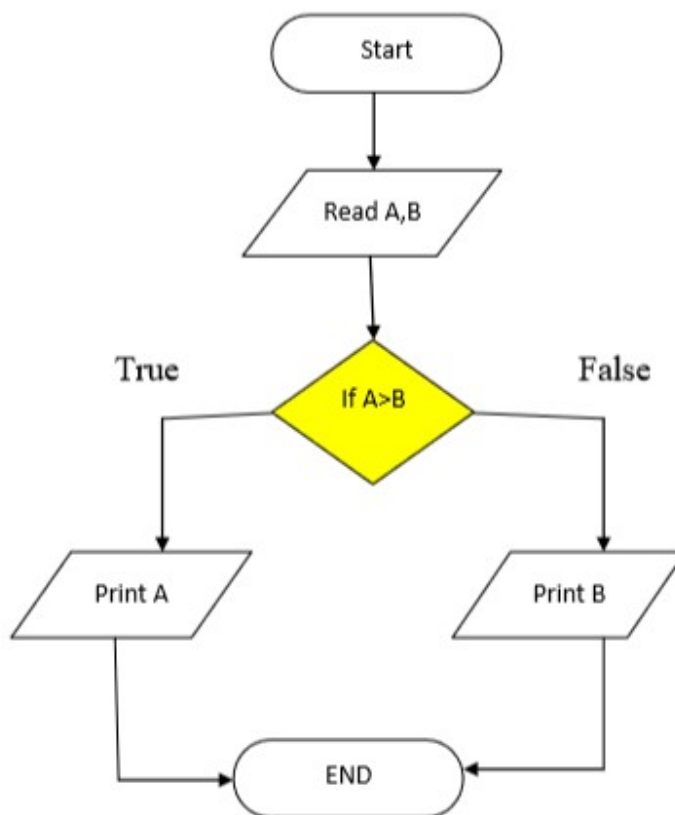 Start
Read A,B
True
False
If A>B
Print A
Print B
END